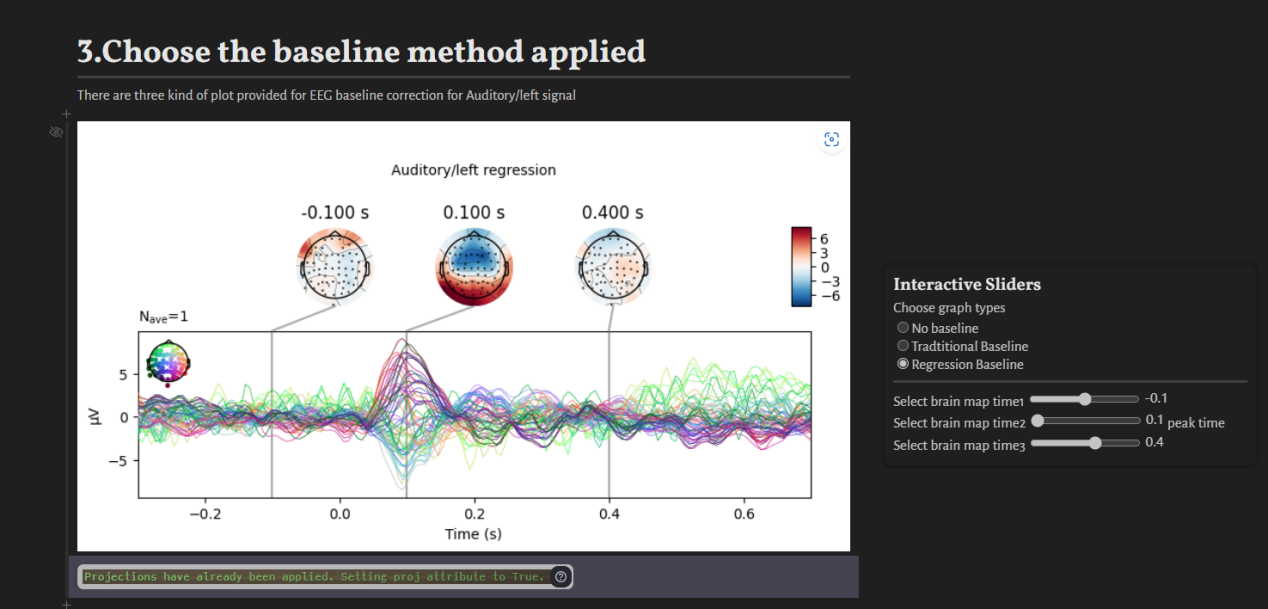 3.Choose the baseline method applied
There are three kind of plot provided for EEG baseline correction for Auditory/left signal
Auditory/left regression
-0.100 s 0.100 s 0.400 s
6
3
0
−3
−6
Nave=1
5
0
−5
µV
−0.2 0.0 0.2 0.4 0.6
Time (s)
Projections have already been applied. Setting proj attribute to True.
Interactive Sliders
Choose graph types
No baseline
Tradtitional Baseline
Regression Baseline
Select brain map time1 -0.1
Select brain map time2 0.1 peak time
Select brain map time3 0.4